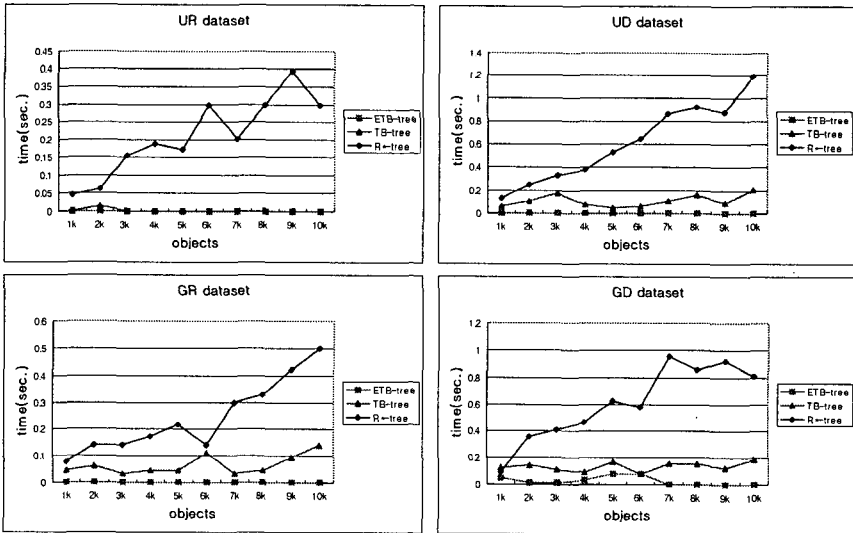 UR dataset
0.45
0.4
0.35
0.3
0.25
0.2
0.15
0.1
0.05
0
time(sec.)
1k 2k 3k 4k 5k 6k 7k 8k 9k 10k
objects
ETB-tree
TB-tree
R*-tree
UD dataset
1.4
1.2
1
0.8
0.6
0.4
0.2
0
time(sec.)
1k 2k 3k 4k 5k 6k 7k 8k 9k 10k
objects
ETB-tree
TB-tree
R*-tree
GR dataset
0.6
0.5
0.4
0.3
0.2
0.1
0
time(sec.)
1k 2k 3k 4k 5k 6k 7k 8k 9k 10k
objects
ETB-tree
TB-tree
R*-tree
GD dataset
1.2
1
0.8
0.6
0.4
0.2
0
time(sec.)
1k 2k 3k 4k 5k 6k 7k 8k 9k 10k
objects
ETB-tree
TB-tree
R*-tree